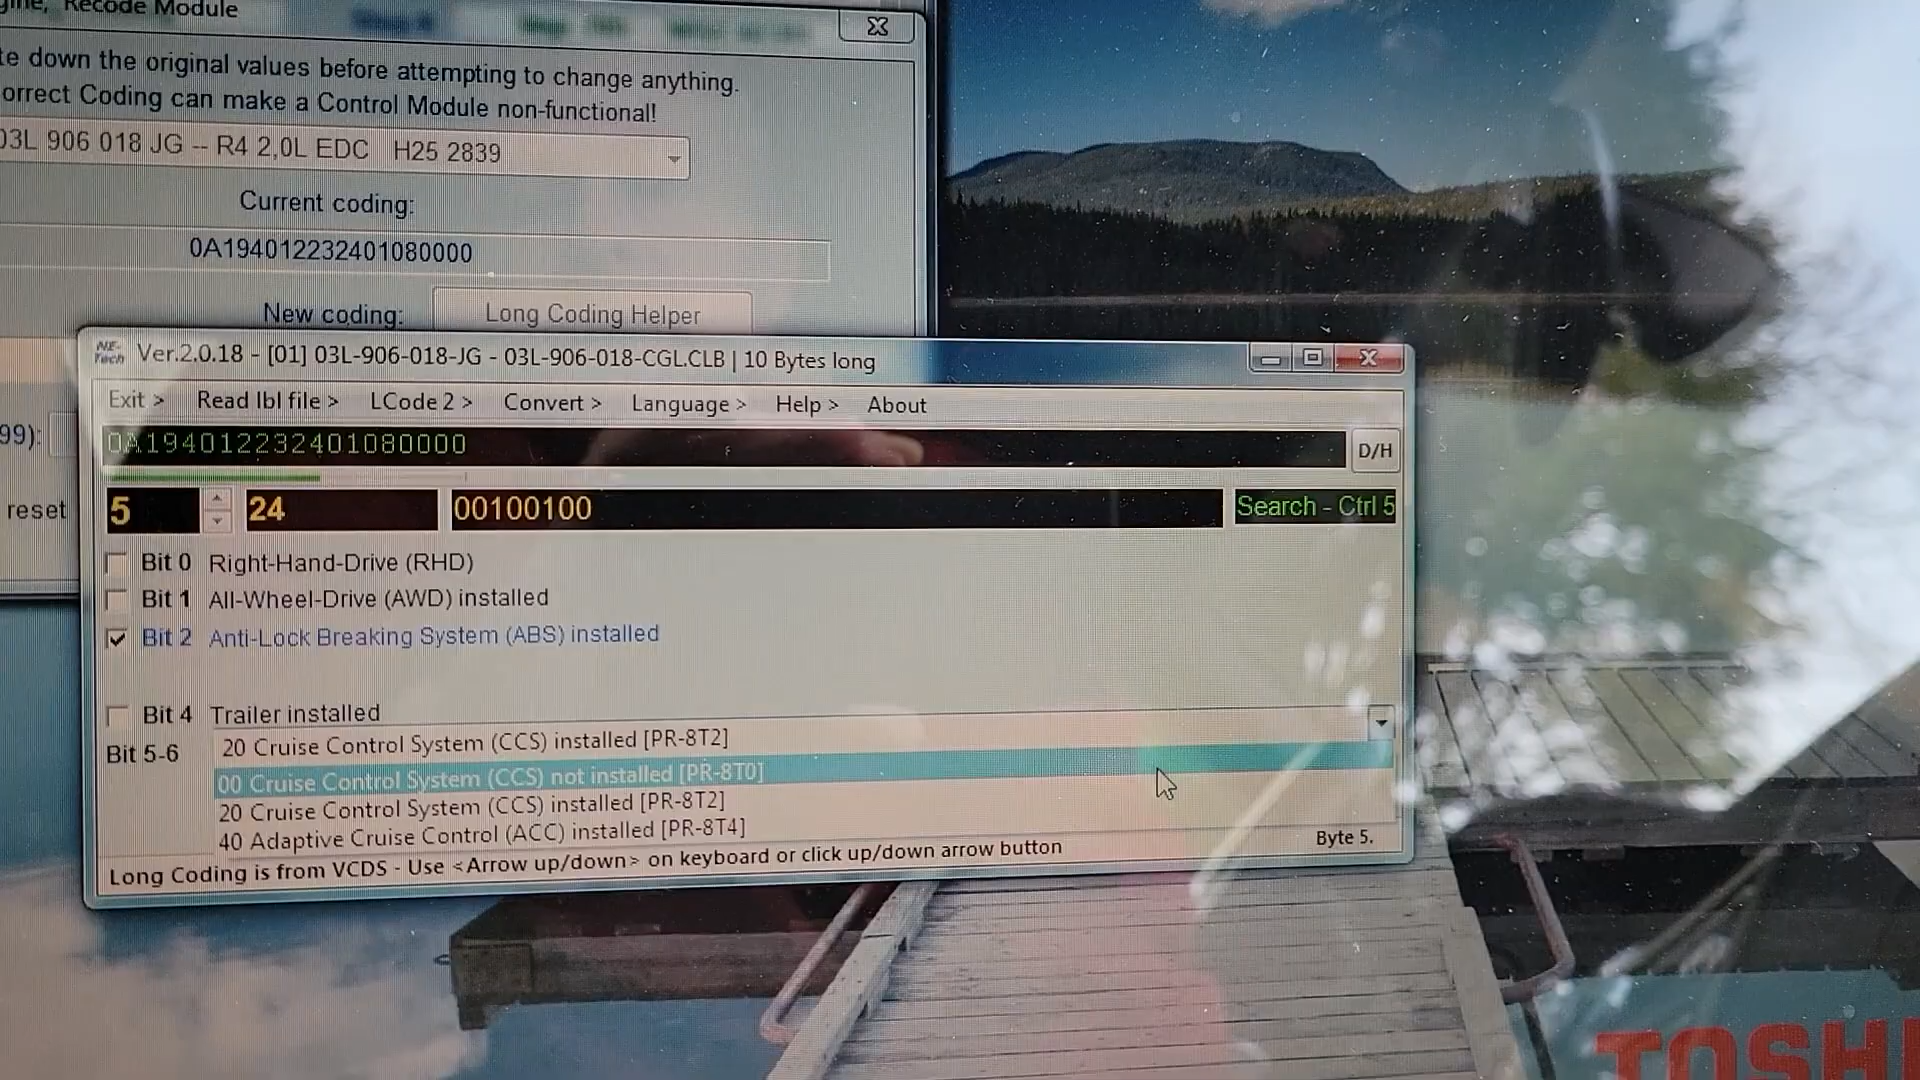 Recode Module
down the original values before attempting to change anything.
Coding can make a Control Module non-functional!
03L 906 018 JG -- R4 2,0L EDC H25 2839
Current coding:
0A194012232401080000
New coding: Long Coding Helper
NE-Tech Ver.2.0.18 - [01] 03L-906-018-JG - 03L-906-018-CGL.CLB | 10 Bytes long
Exit > Read lbl file > LCode 2 > Convert > Language > Help > About
99):
0A194012232401080000 D/H
reset
5 24 00100100 Search - Ctrl 5
Bit 0 Right-Hand-Drive (RHD)
Bit 1 All-Wheel-Drive (AWD) installed
Bit 2 Anti-Lock Breaking System (ABS) installed
Bit 4 Trailer installed
Bit 5-6 20 Cruise Control System (CCS) installed [PR-8T2]
00 Cruise Control System (CCS) not installed [PR-8T0]
20 Cruise Control System (CCS) installed [PR-8T2]
40 Adaptive Cruise Control (ACC) installed [PR-8T4]
Long Coding is from VCDS - Use <Arrow up/down> on keyboard or click up/down arrow button Byte 5.
TOSH